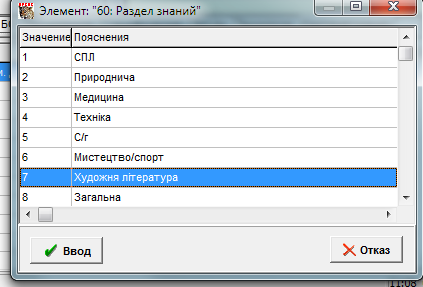 Элемент: "60: Раздел знаний"
Значение Пояснения
1 СПЛ
2 Природнича
3 Медицина
4 Техніка
5 С/г
6 Мистецтво/спорт
7 Художня література
8 Загальна
Ввод Отказ
11:08